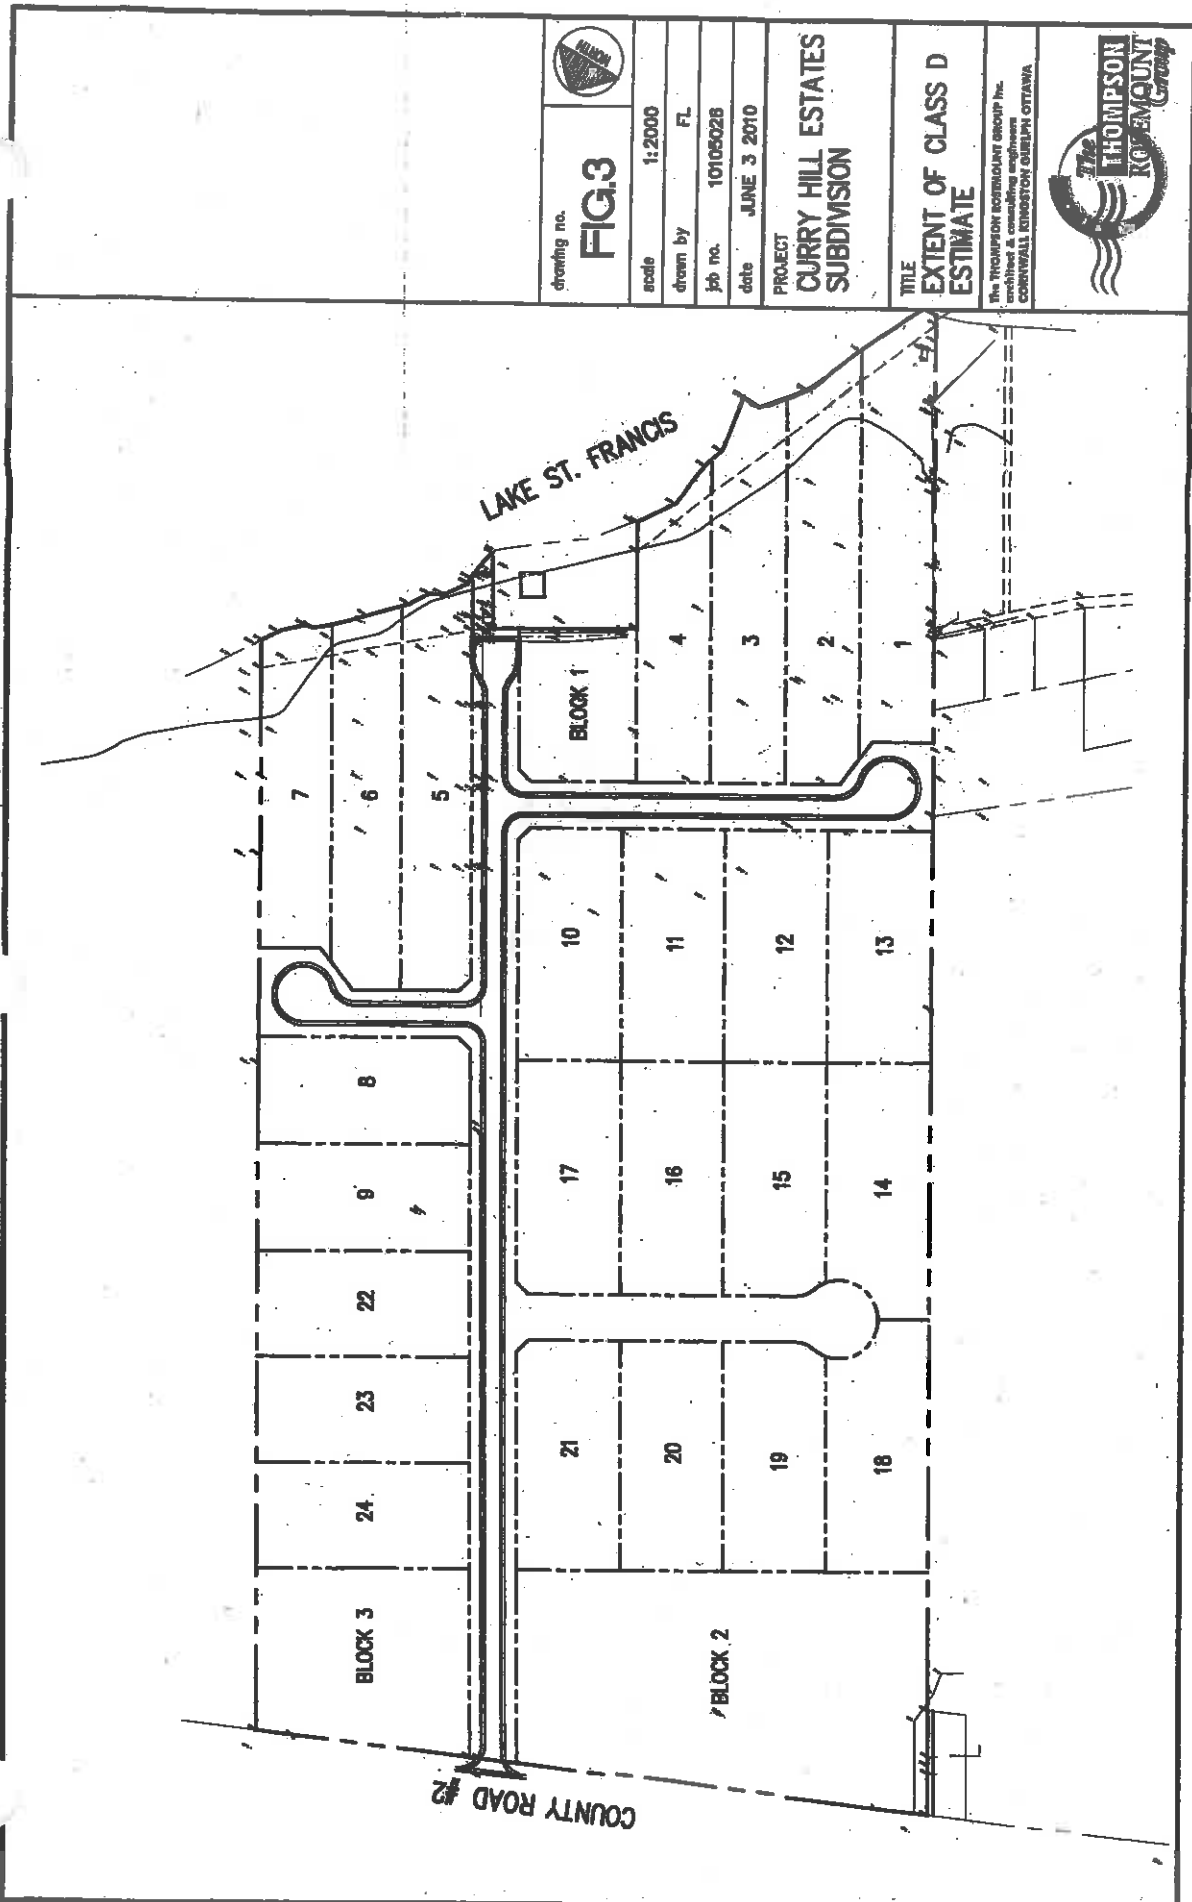 drawing no.
FIG.3
NORTH
scale 1:2000
drawn by FL
job no. 10105028
date JUNE 3 2010
PROJECT
CURRY HILL ESTATES
SUBDIVISION
TITLE
EXTENT OF CLASS D
ESTIMATE
The THOMPSON ROSEMOUNT GROUP Inc.
architect & consulting engineers
CORNWALL KINGSTON GUELPH OTTAWA
The
THOMPSON
ROSEMOUNT
Group
LAKE ST. FRANCIS
7
6
5
BLOCK 1
4
3
2
1
8
9
22
23
24
BLOCK 3
10
11
12
13
17
16
15
14
21
20
19
18
BLOCK 2
COUNTY ROAD #2